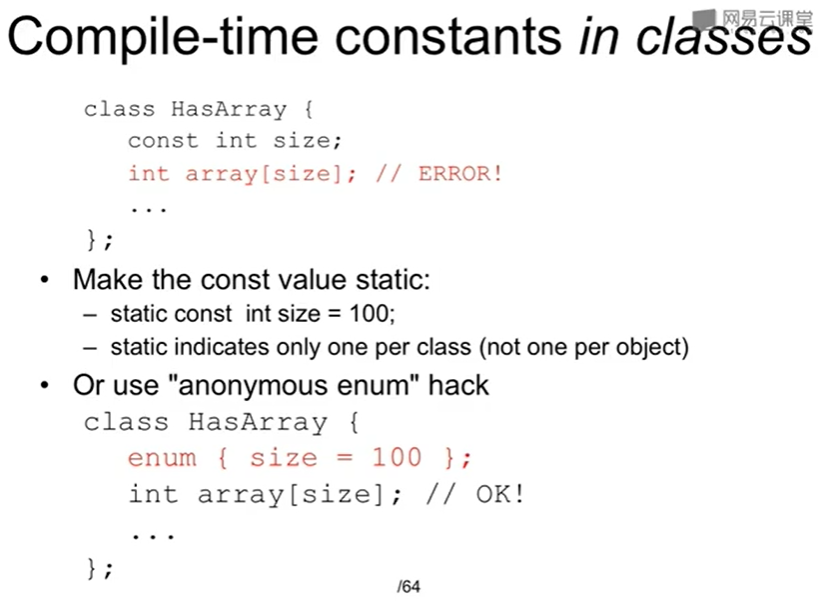 网易云课堂
Compile-time constants in classes
class HasArray {
const int size;
int array[size]; // ERROR!
...
};
• Make the const value static:
– static const int size = 100;
– static indicates only one per class (not one per object)
• Or use "anonymous enum" hack
class HasArray {
enum { size = 100 };
int array[size]; // OK!
...
};
/64